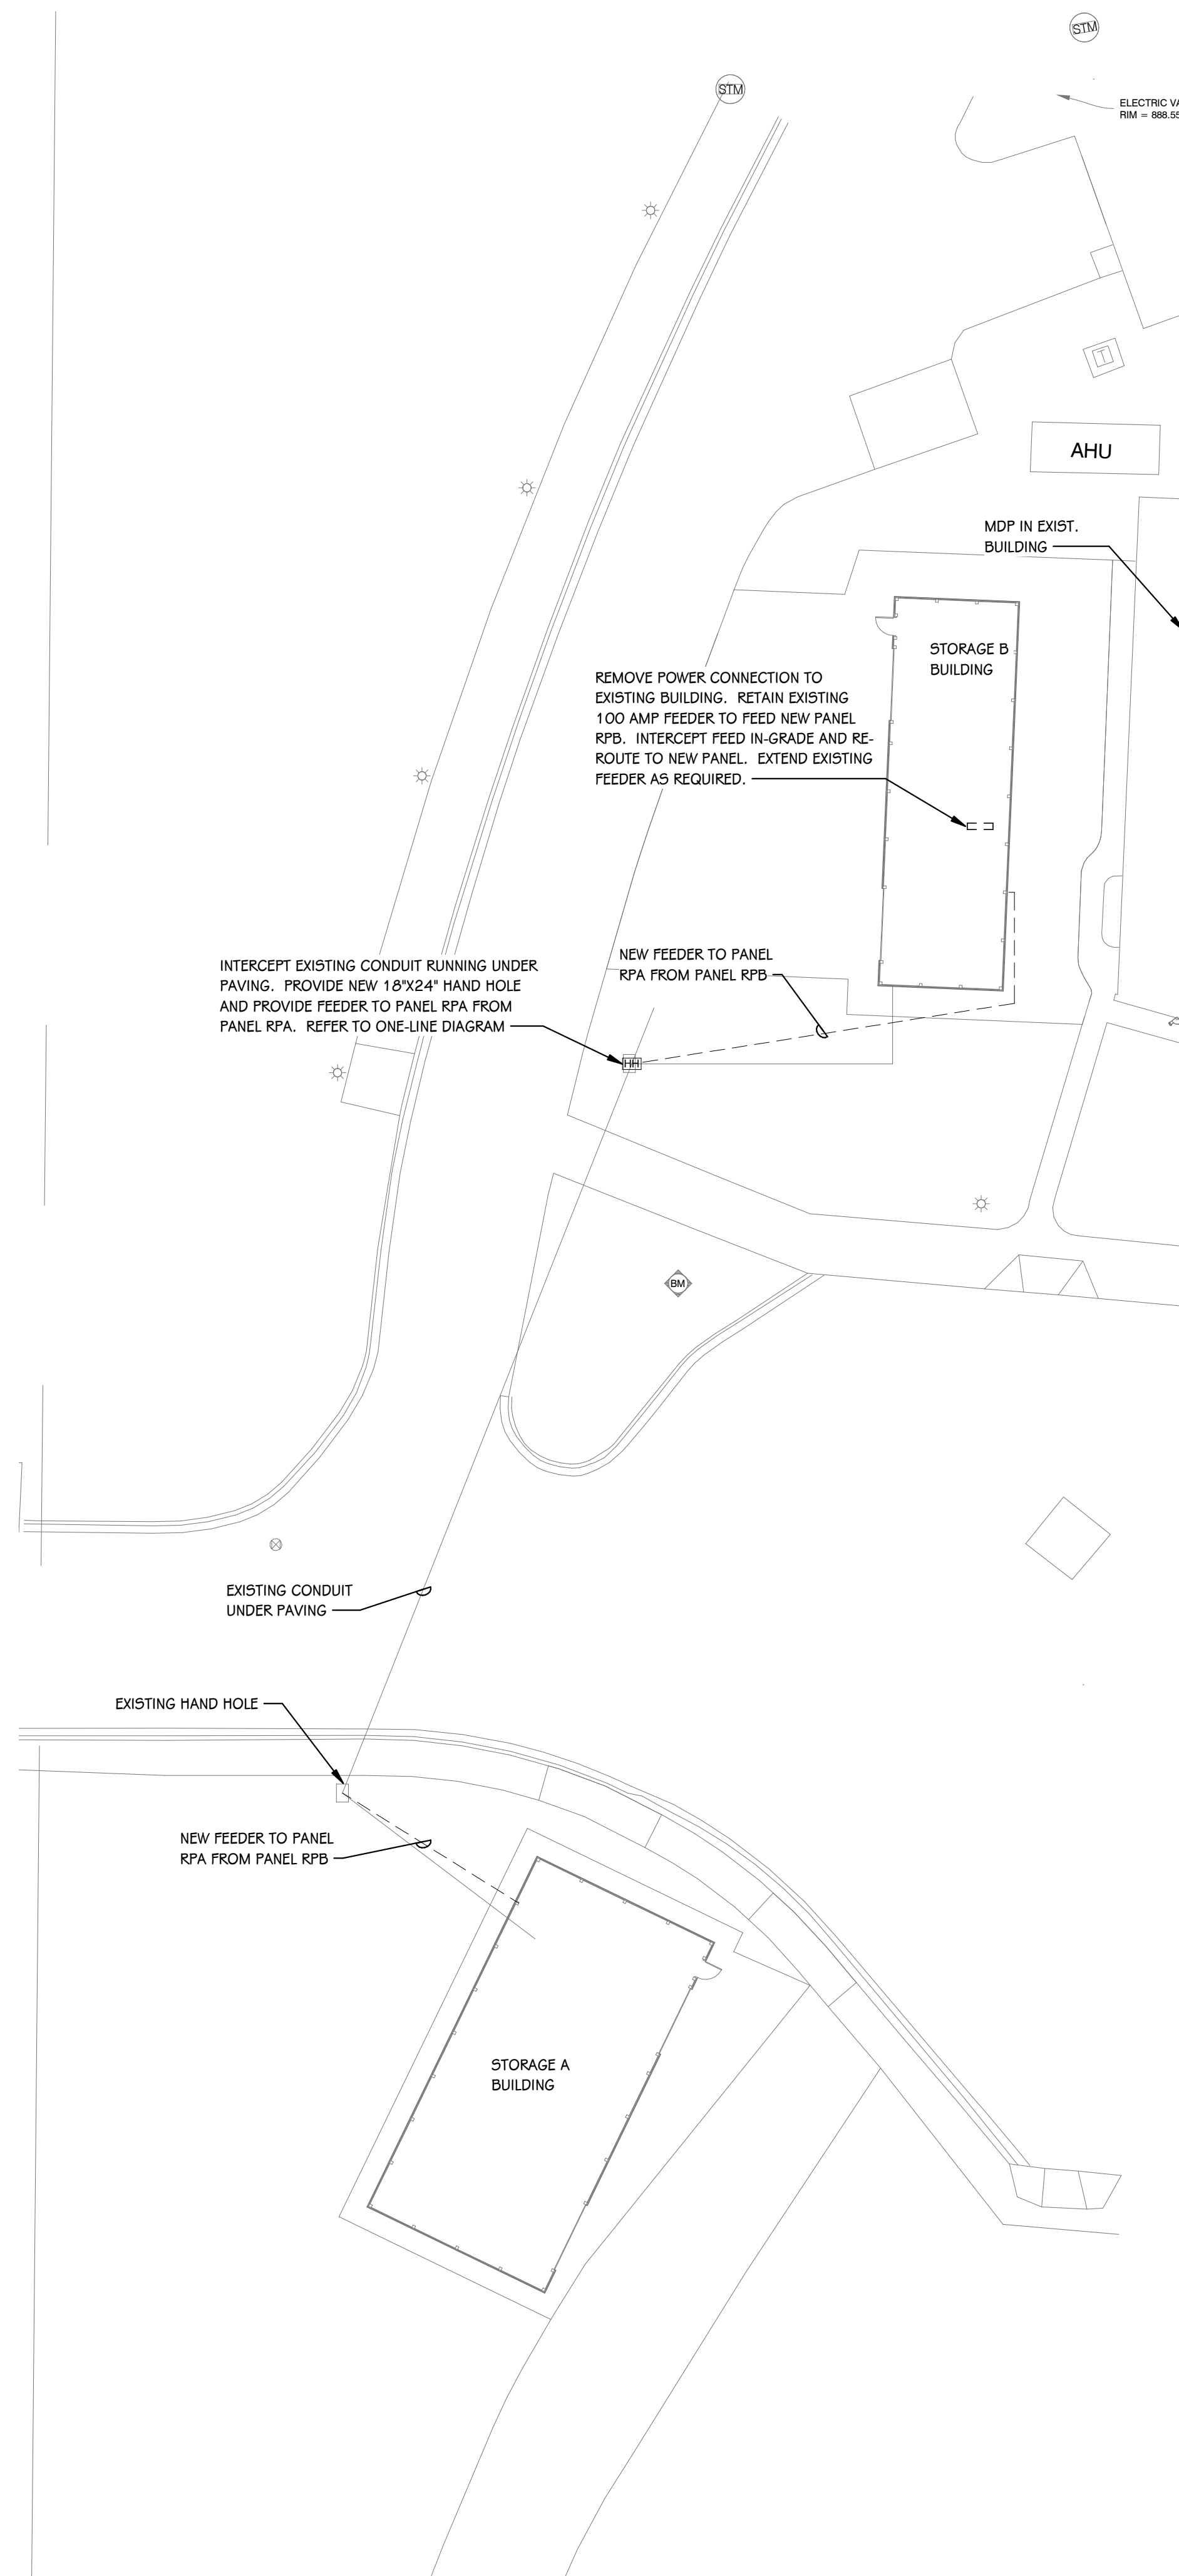 STM
STM
ELECTRIC VA
RIM = 888.55
T
AHU
MDP IN EXIST.
BUILDING
STORAGE B
BUILDING
REMOVE POWER CONNECTION TO
EXISTING BUILDING. RETAIN EXISTING
100 AMP FEEDER TO FEED NEW PANEL
RPB. INTERCEPT FEED IN-GRADE AND RE-
ROUTE TO NEW PANEL. EXTEND EXISTING
FEEDER AS REQUIRED.
NEW FEEDER TO PANEL
RPA FROM PANEL RPB
INTERCEPT EXISTING CONDUIT RUNNING UNDER
PAVING. PROVIDE NEW 18"X24" HAND HOLE
AND PROVIDE FEEDER TO PANEL RPA FROM
PANEL RPA. REFER TO ONE-LINE DIAGRAM
HH
BM
EXISTING CONDUIT
UNDER PAVING
EXISTING HAND HOLE
NEW FEEDER TO PANEL
RPA FROM PANEL RPB
STORAGE A
BUILDING